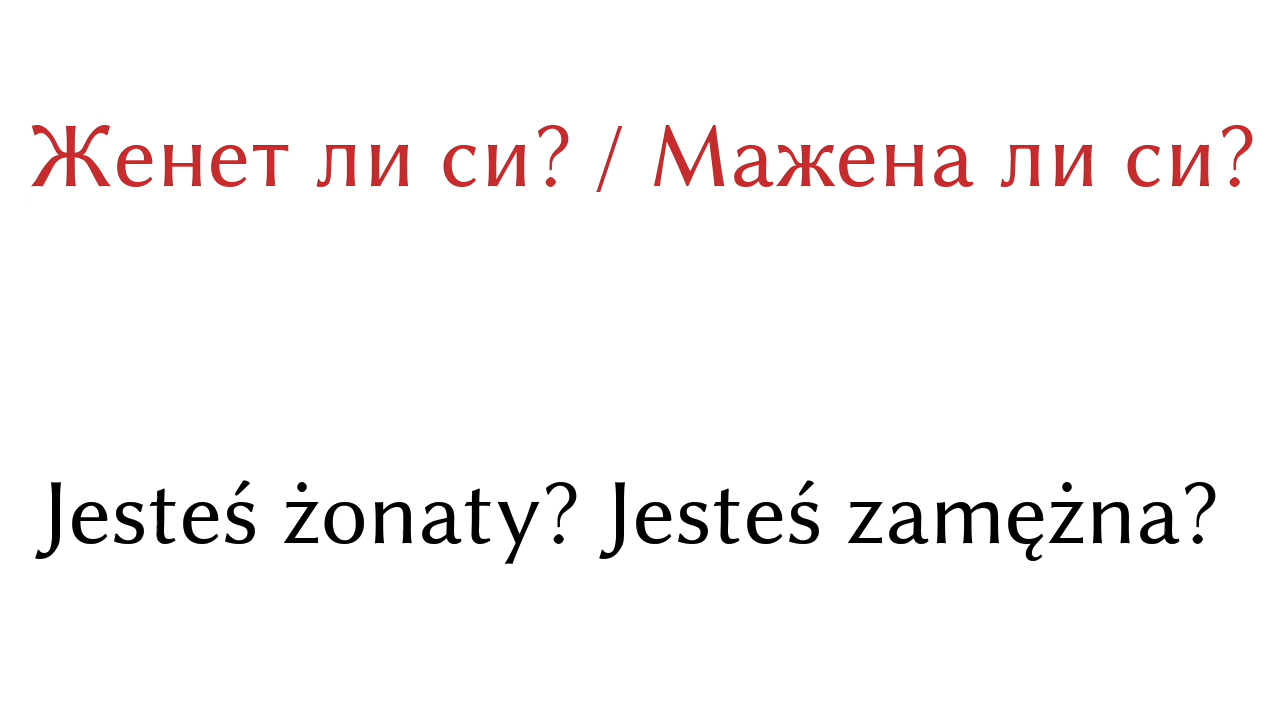 Женет ли си? / Мажена ли си?
Jesteś żonaty? Jesteś zamężna?